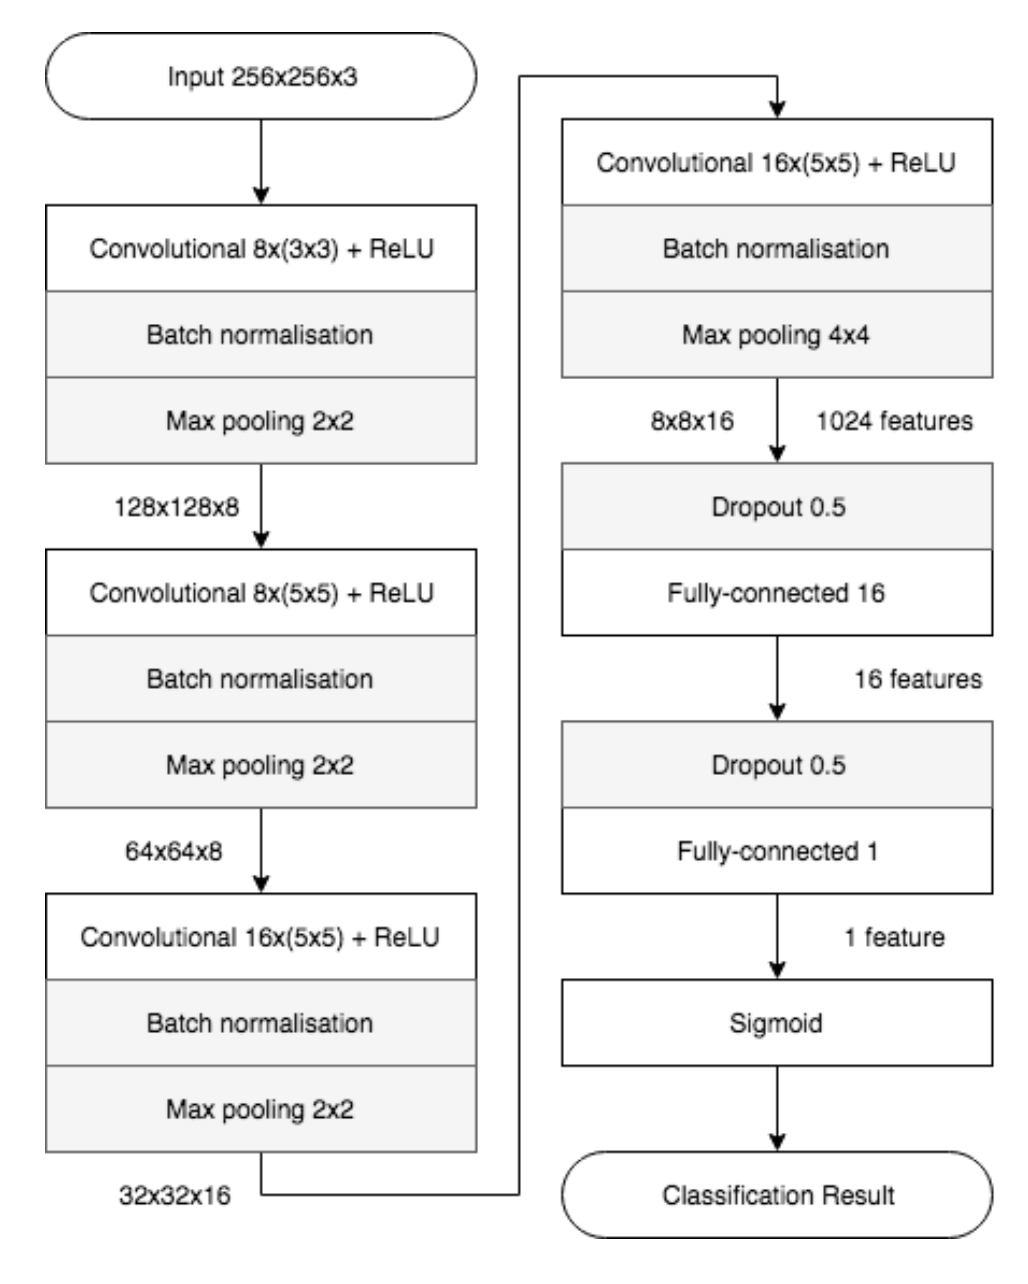 Input 256x256x3
Convolutional 8x(3x3) + ReLU
Batch normalisation
Max pooling 2x2
128x128x8
Convolutional 8x(5x5) + ReLU
Batch normalisation
Max pooling 2x2
64x64x8
Convolutional 16x(5x5) + ReLU
Batch normalisation
Max pooling 2x2
32x32x16
Convolutional 16x(5x5) + ReLU
Batch normalisation
Max pooling 4x4
8x8x16 1024 features
Dropout 0.5
Fully-connected 16
16 features
Dropout 0.5
Fully-connected 1
1 feature
Sigmoid
Classification Result